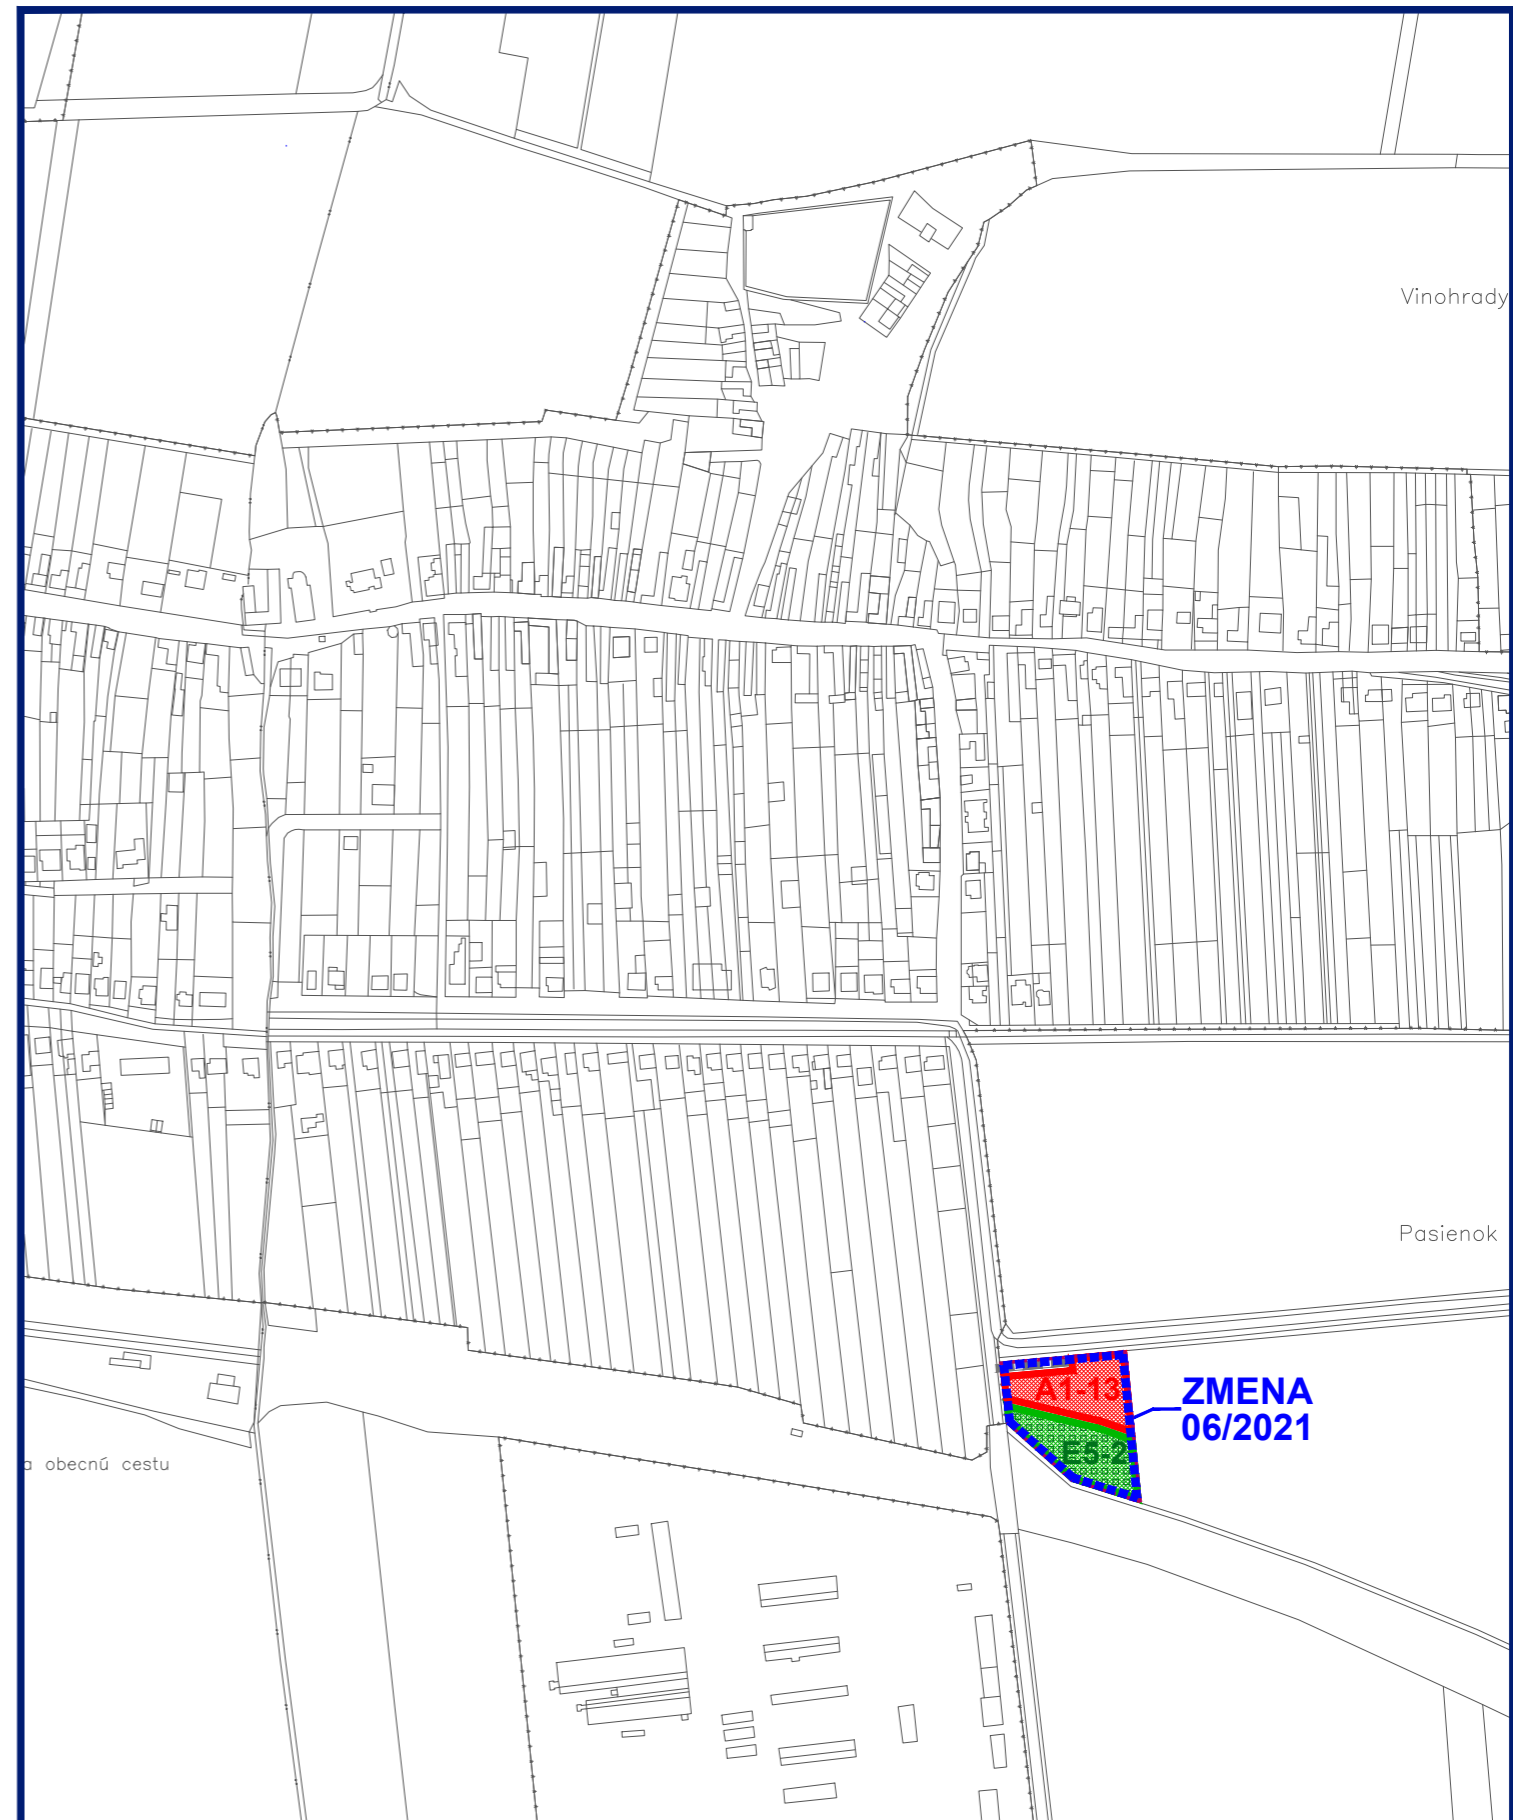 Vinohrady
Pasienok
A1-13
ZMENA
06/2021
E5-2
a obecnú cestu